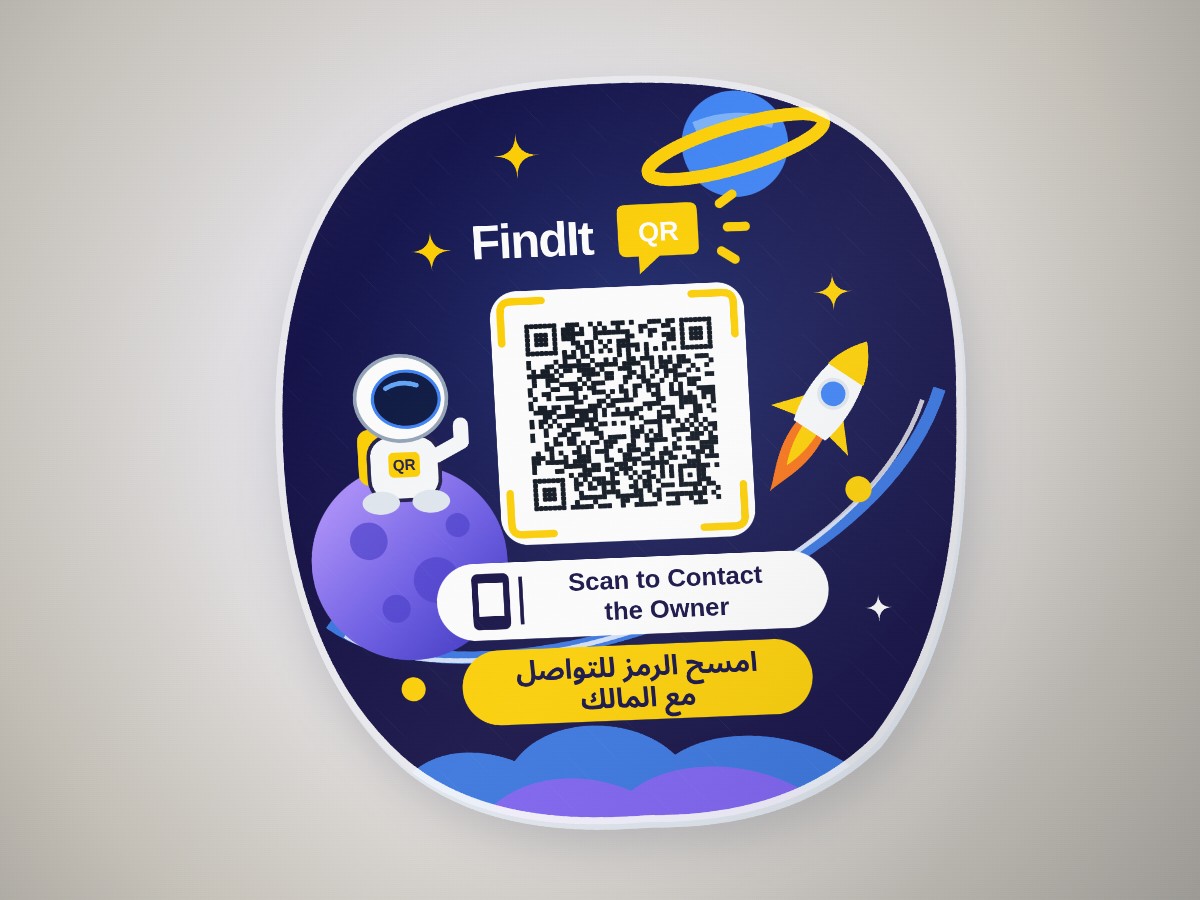 FindIt
QR
QR
Scan to Contact
the Owner
امسح الرمز للتواصل
مع المالك